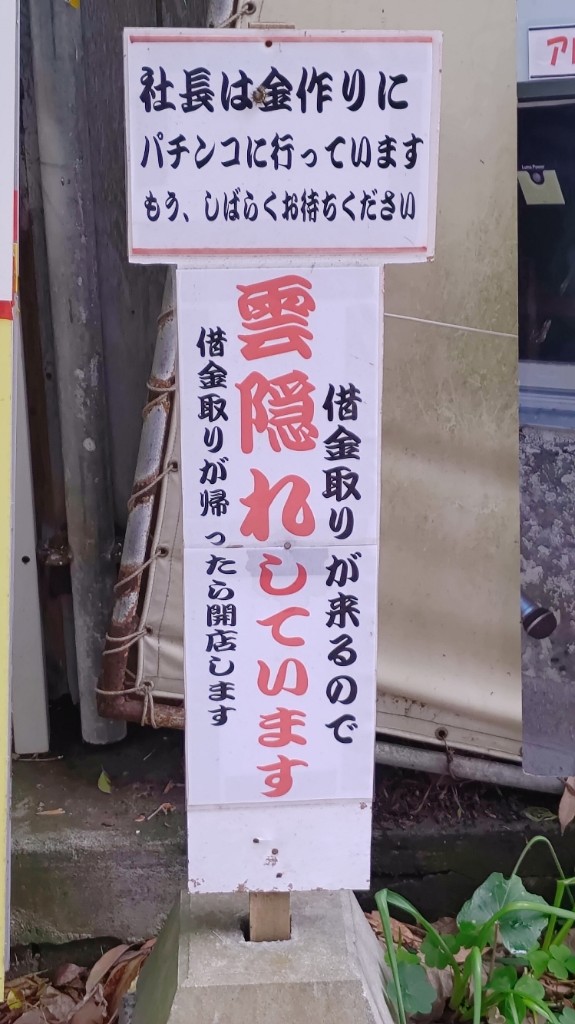 社長は金作りに
パチンコに行っています
もう、しばらくお待ちください
借金取りが来るので
雲隠れしています
借金取りが帰ったら開店します
ア